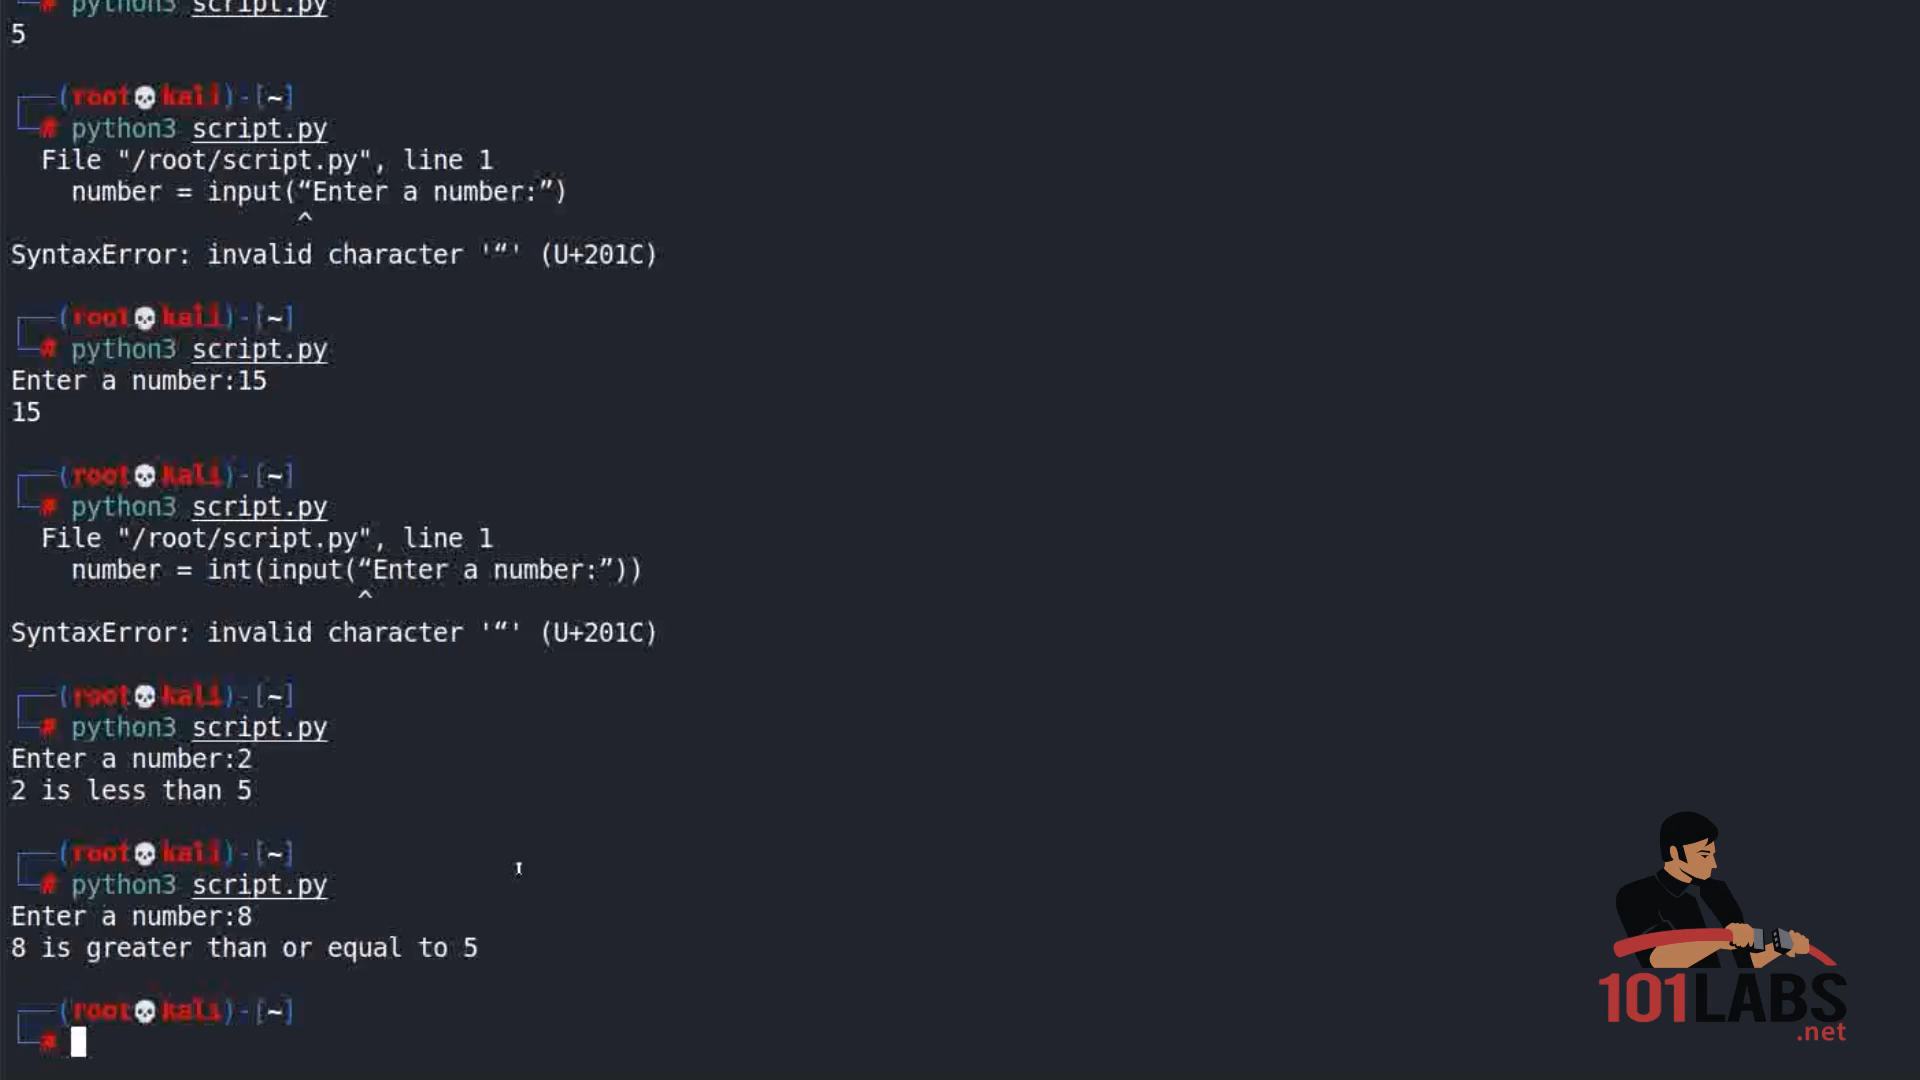 # python3 script.py
5
(root💀kali)-[~]
# python3 script.py
File "/root/script.py", line 1
number = input(“Enter a number:”)
^
SyntaxError: invalid character '“' (U+201C)
(root💀kali)-[~]
# python3 script.py
Enter a number:15
15
(root💀kali)-[~]
# python3 script.py
File "/root/script.py", line 1
number = int(input(“Enter a number:”))
^
SyntaxError: invalid character '“' (U+201C)
(root💀kali)-[~]
# python3 script.py
Enter a number:2
2 is less than 5
(root💀kali)-[~]
# python3 script.py
Enter a number:8
8 is greater than or equal to 5
(root💀kali)-[~]
#
101LABS
.net